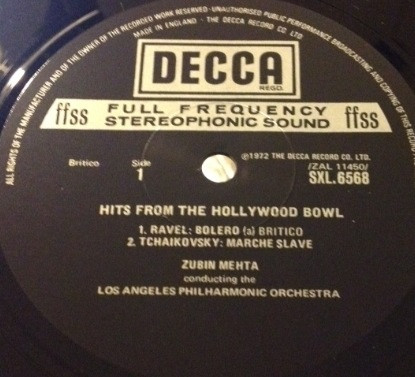 ALL RIGHTS OF THE MANUFACTURER AND OF THE OWNER OF THE RECORDED WORK RESERVED · UNAUTHORISED PUBLIC PERFORMANCE BROADCASTING AND COPYING OF THIS RECORD
MADE IN ENGLAND · THE DECCA RECORD CO LTD
DECCA
REGD.
ffss FULL FREQUENCY ffss
STEREOPHONIC SOUND
Britico Side
1
℗1972 THE DECCA RECORD CO. LTD.
/ZAL 11450/
SXL.6568
HITS FROM THE HOLLYWOOD BOWL
1. RAVEL: BOLERO (a) BRITICO
2. TCHAIKOVSKY: MARCHE SLAVE
ZUBIN MEHTA
conducting the
LOS ANGELES PHILHARMONIC ORCHESTRA